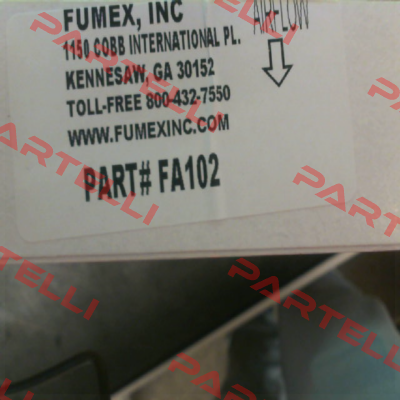 FUMEX, INC
AIRFLOW
1150 COBB INTERNATIONAL PL.
KENNESAW, GA 30152
TOLL-FREE 800-432-7550
WWW.FUMEXINC.COM
PART# FA102
PARTELLI
PARTELLI
PARTELLI
PARTELLI
PARTELLI